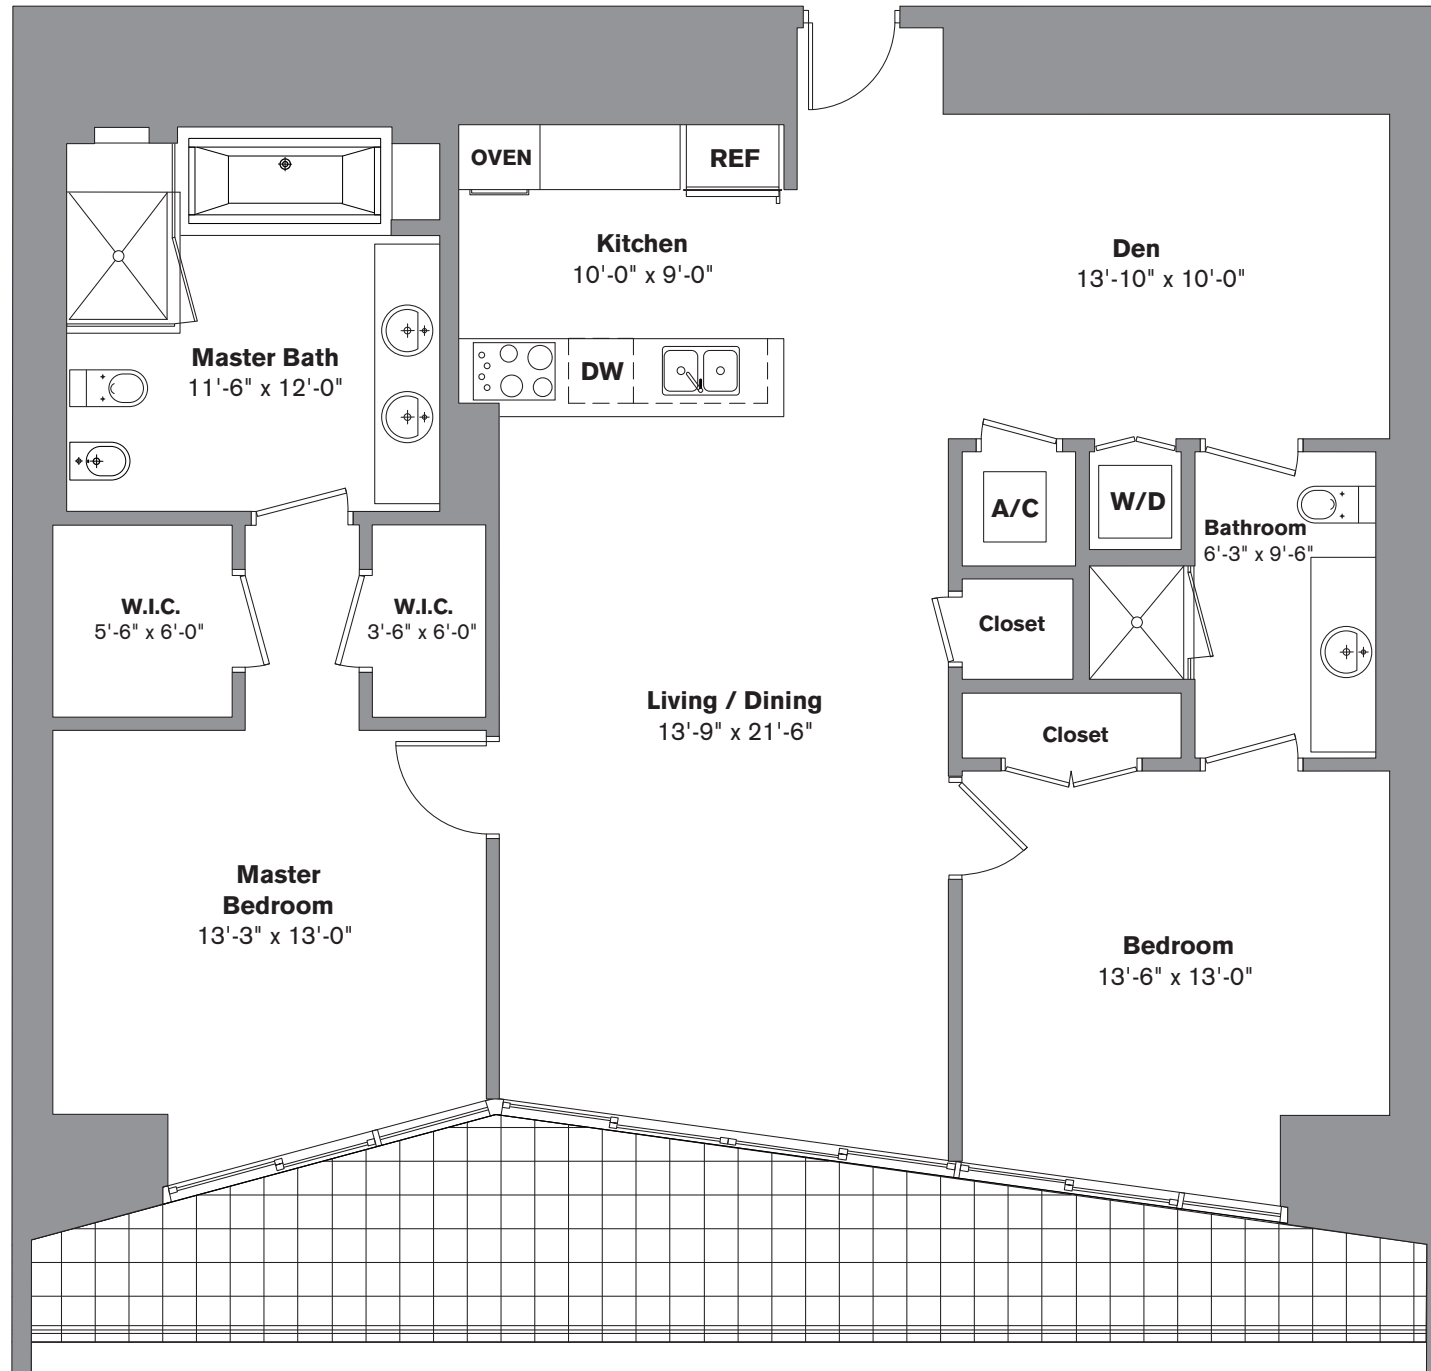 OVEN
REF
Kitchen
10'-0" x 9'-0"
Den
13'-10" x 10'-0"
Master Bath
11'-6" x 12'-0"
DW
A/C
W/D
Bathroom
6'-3" x 9'-6"
W.I.C.
5'-6" x 6'-0"
W.I.C.
3'-6" x 6'-0"
Closet
Living / Dining
13'-9" x 21'-6"
Closet
Master
Bedroom
13'-3" x 13'-0"
Bedroom
13'-6" x 13'-0"